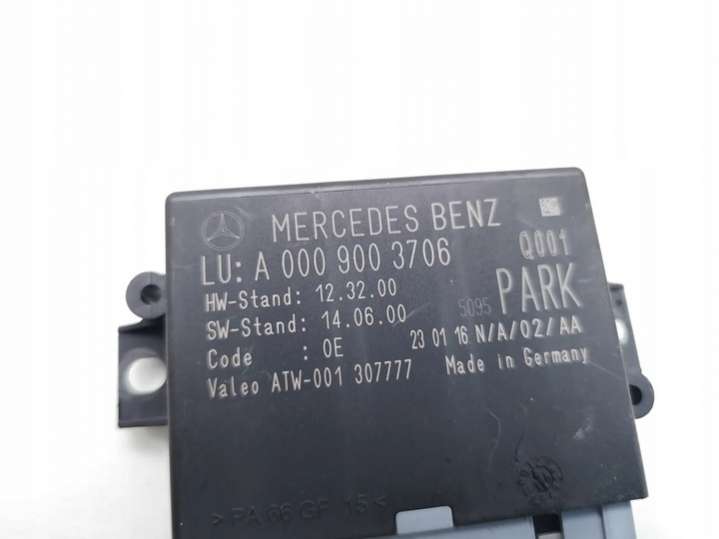 MERCEDES BENZ
LU: A 000 900 3706 Q001
HW-Stand: 12.32.00 5095 PARK
SW-Stand: 14.06.00 23 01 16 N/A/02/AA
Code : 0E Made in Germany
Valeo ATW-001 307777
>PA66 GF 15<